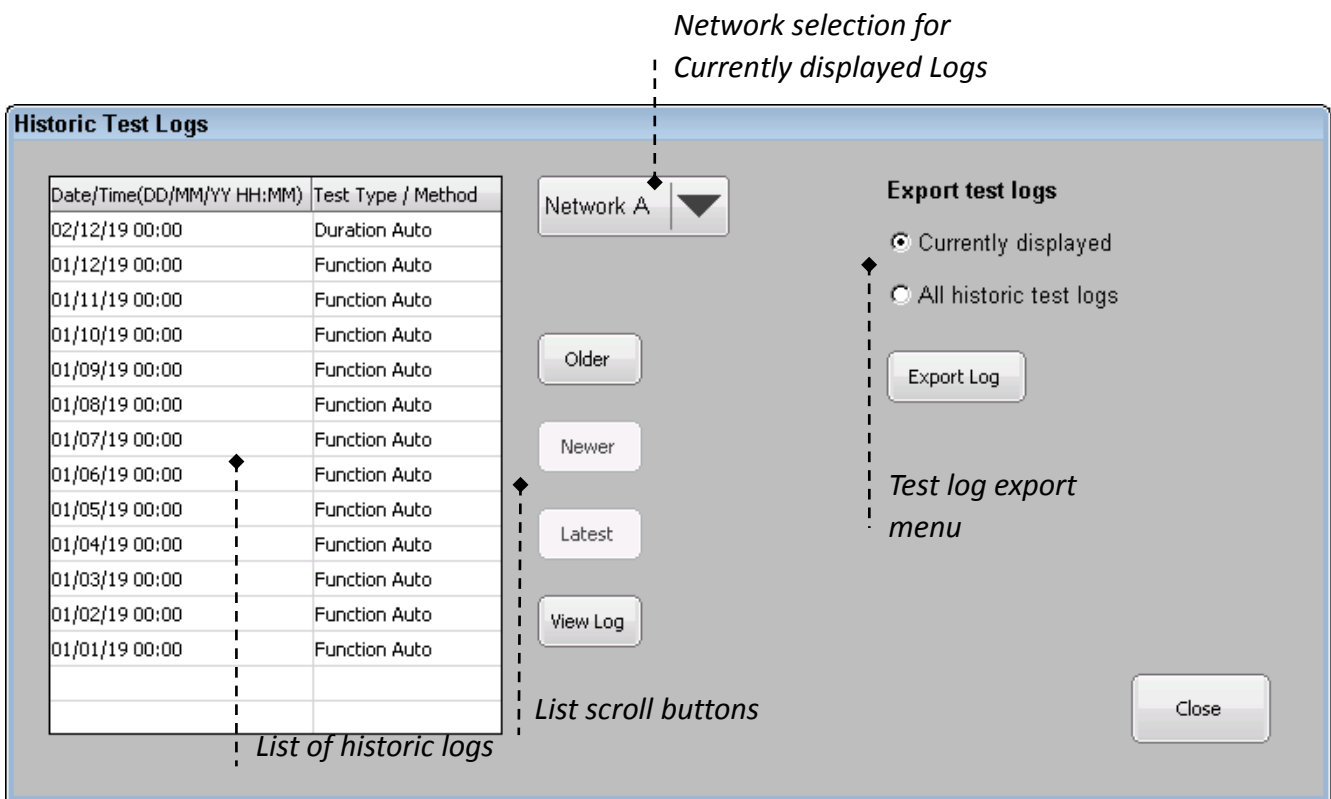 Network selection for
Currently displayed Logs
Historic Test Logs
Date/Time(DD/MM/YY HH:MM) Test Type / Method
02/12/19 00:00 Duration Auto
01/12/19 00:00 Function Auto
01/11/19 00:00 Function Auto
01/10/19 00:00 Function Auto
01/09/19 00:00 Function Auto
01/08/19 00:00 Function Auto
01/07/19 00:00 Function Auto
01/06/19 00:00 Function Auto
01/05/19 00:00 Function Auto
01/04/19 00:00 Function Auto
01/03/19 00:00 Function Auto
01/02/19 00:00 Function Auto
01/01/19 00:00 Function Auto
List of historic logs
Network A
Older
Newer
Latest
View Log
List scroll buttons
Export test logs
Currently displayed
All historic test logs
Export Log
Test log export
menu
Close